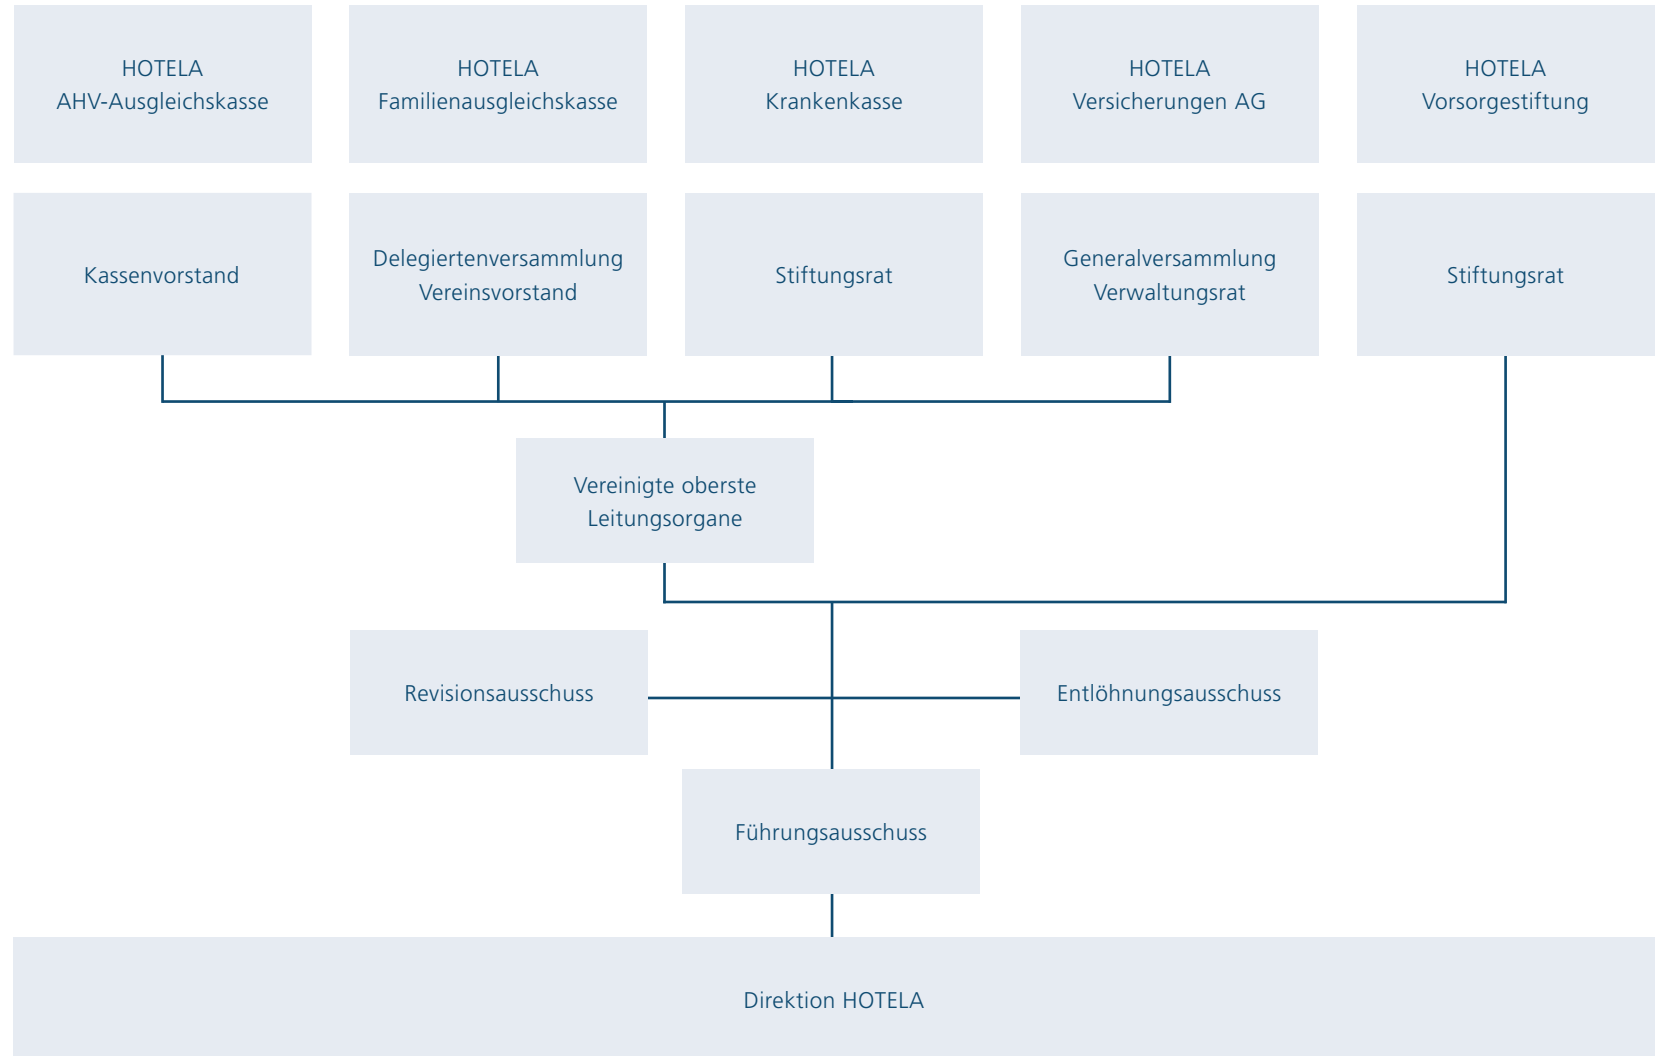 HOTELA
AHV-Ausgleichskasse
HOTELA
Familienausgleichskasse
HOTELA
Krankenkasse
HOTELA
Versicherungen AG
HOTELA
Vorsorgestiftung
Kassenvorstand
Delegiertenversammlung
Vereinsvorstand
Stiftungsrat
Generalversammlung
Verwaltungsrat
Stiftungsrat
Vereinigte oberste
Leitungsorgane
Revisionsausschuss
Entlöhnungsausschuss
Führungsausschuss
Direktion HOTELA